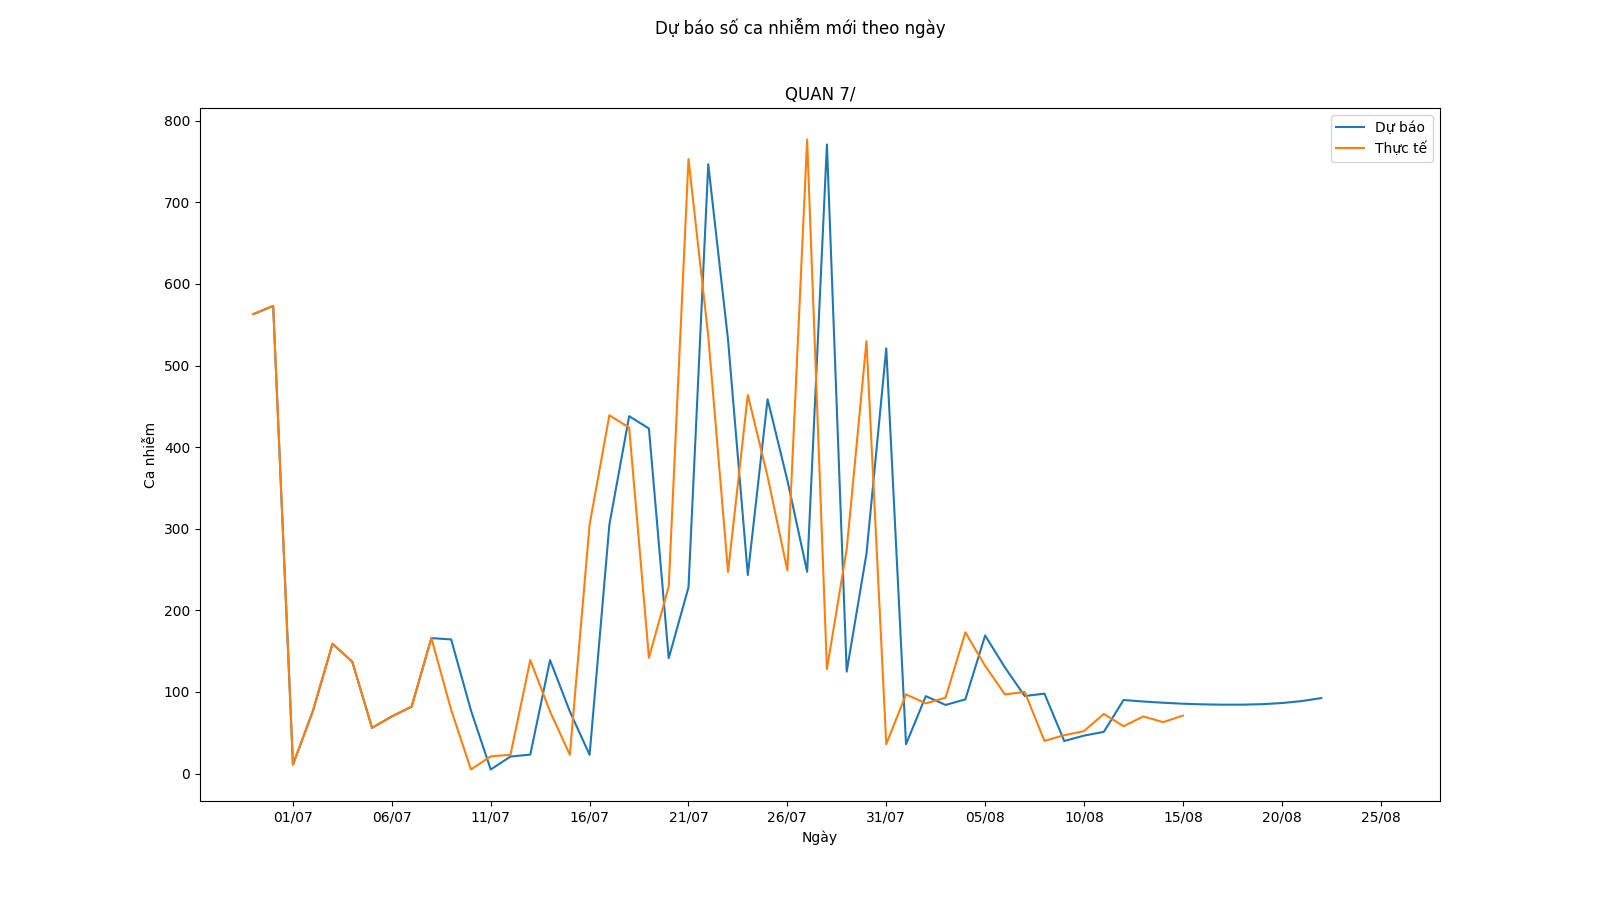 Dự báo số ca nhiễm mới theo ngày
QUAN 7/
Dự báo
Thực tế
800
700
600
500
400
300
200
100
0
Ca nhiễm
01/07 06/07 11/07 16/07 21/07 26/07 31/07 05/08 10/08 15/08 20/08 25/08
Ngày